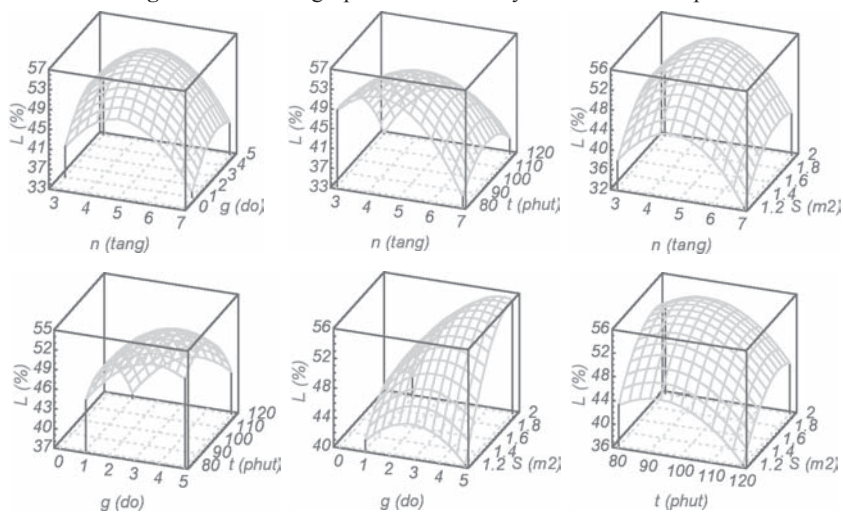 57
53
49
45
41
37
33
L (%)
3 4 5 6 7
0 1 2 3 4 5
g (do)
n (tang)
57
53
49
45
41
37
33
L (%)
3 4 5 6 7
80 90 100 110 120
t (phut)
n (tang)
56
52
48
44
40
36
32
L (%)
3 4 5 6 7
1.2 1.4 1.6 1.8 2
S (m2)
n (tang)
55
52
49
46
43
40
37
L (%)
0 1 2 3 4 5
80 90 100 110 120
t (phut)
g (do)
56
52
48
44
40
L (%)
0 1 2 3 4 5
1.2 1.4 1.6 1.8 2
S (m2)
g (do)
56
52
48
44
40
36
L (%)
80 90 100 110 120
1.2 1.4 1.6 1.8 2
S (m2)
t (phut)